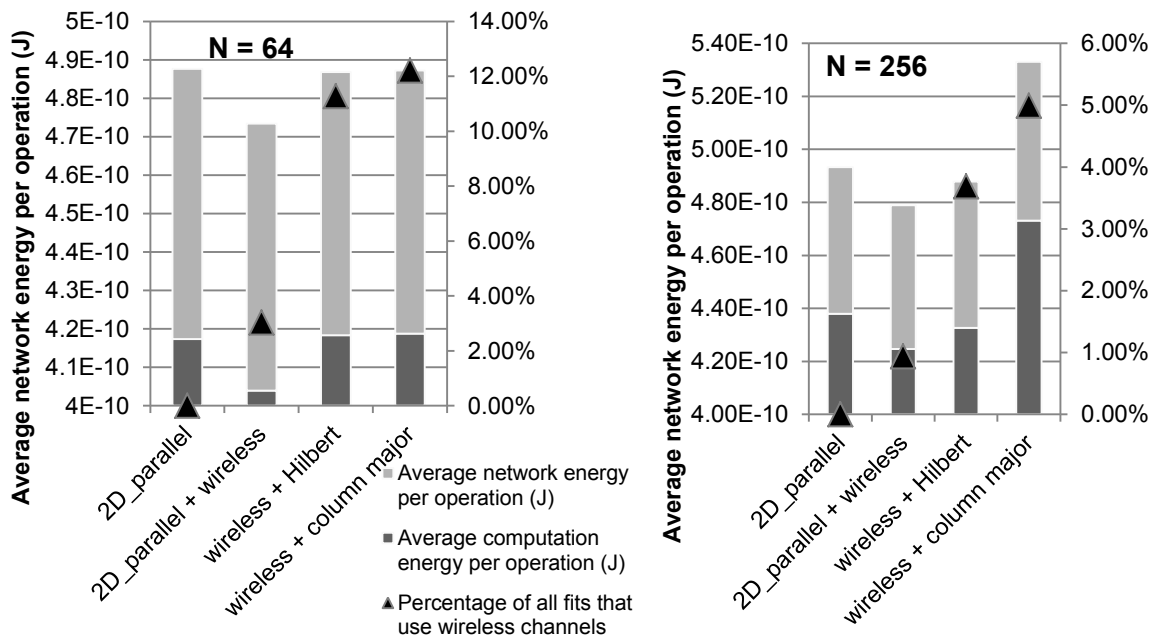 N = 64
Average network energy per operation (J)
5E-10
4.9E-10
4.8E-10
4.7E-10
4.6E-10
4.5E-10
4.4E-10
4.3E-10
4.2E-10
4.1E-10
4E-10
14.00%
12.00%
10.00%
8.00%
6.00%
4.00%
2.00%
0.00%
2D_parallel
2D_parallel + wireless
wireless + Hilbert
wireless + column major
Average network energy
per operation (J)
Average computation
energy per operation (J)
Percentage of all fits that
use wireless channels
N = 256
Average network energy per operation (J)
5.40E-10
5.20E-10
5.00E-10
4.80E-10
4.60E-10
4.40E-10
4.20E-10
4.00E-10
6.00%
5.00%
4.00%
3.00%
2.00%
1.00%
0.00%
2D_parallel
2D_parallel + wireless
wireless + Hilbert
wireless + column major